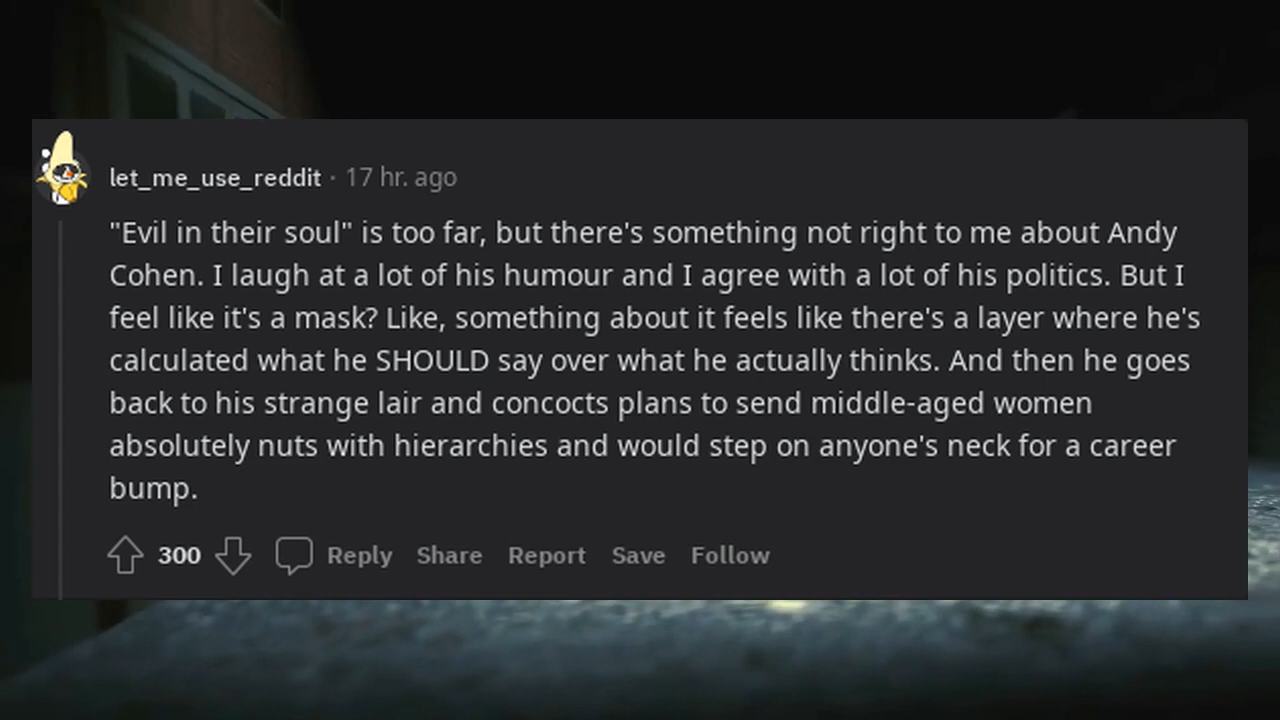 let_me_use_reddit · 17 hr. ago
"Evil in their soul" is too far, but there's something not right to me about Andy
Cohen. I laugh at a lot of his humour and I agree with a lot of his politics. But I
feel like it's a mask? Like, something about it feels like there's a layer where he's
calculated what he SHOULD say over what he actually thinks. And then he goes
back to his strange lair and concocts plans to send middle-aged women
absolutely nuts with hierarchies and would step on anyone's neck for a career
bump.
300 Reply Share Report Save Follow